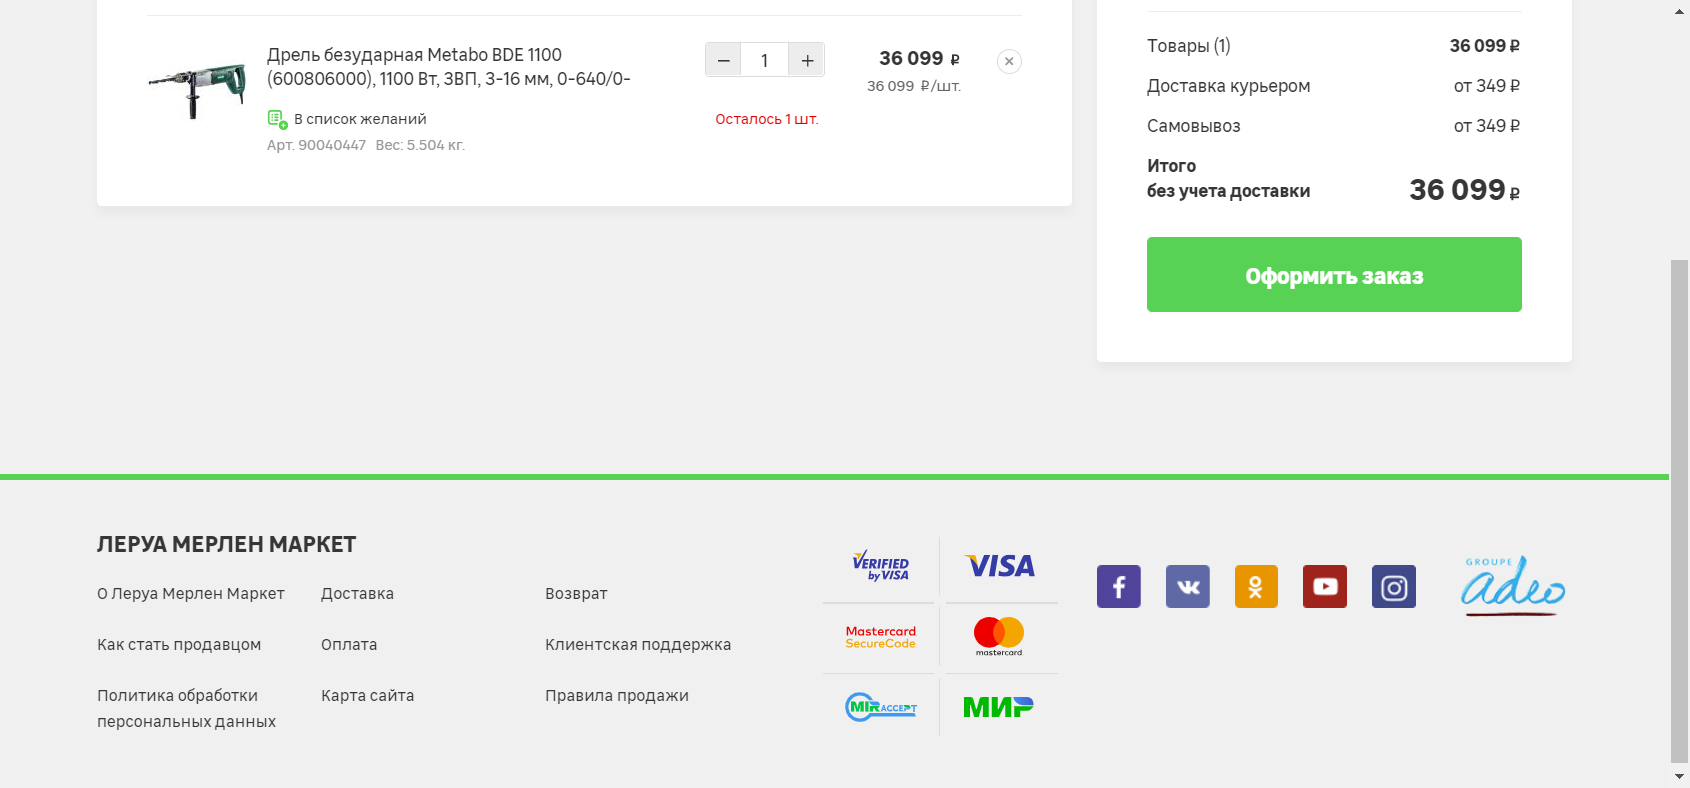 Дрель безударная Metabo BDE 1100
(600806000), 1100 Вт, ЗВП, 3-16 мм, 0-640/0-
В список желаний
Арт. 90040447 Вес: 5.504 кг.
1
Осталось 1 шт.
36 099 ₽
36 099 ₽/шт.
Товары (1) 36 099 ₽
Доставка курьером от 349 ₽
Самовывоз от 349 ₽
Итого
без учета доставки 36 099 ₽
Оформить заказ
ЛЕРУА МЕРЛЕН МАРКЕТ
О Леруа Мерлен Маркет
Как стать продавцом
Политика обработки
персональных данных
Доставка
Оплата
Карта сайта
Возврат
Клиентская поддержка
Правила продажи
VERIFIED
by VISA
VISA
Mastercard
SecureCode
mastercard
MIR ACCEPT
МИР
GROUPE
adeo